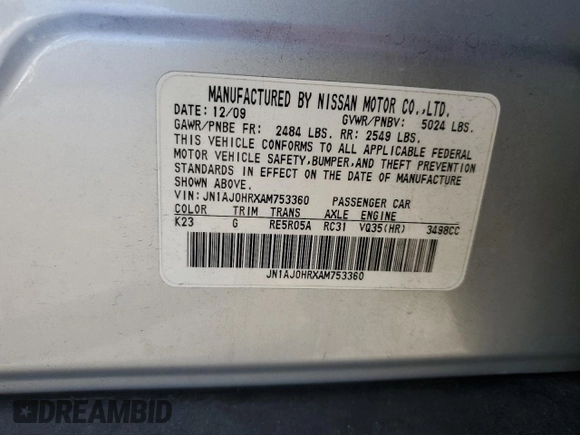 MANUFACTURED BY NISSAN MOTOR CO.,LTD.
DATE: 12/09 GVWR/PNBV: 5024 LBS.
GAWR/PNBE FR: 2484 LBS. RR: 2549 LBS.
THIS VEHICLE CONFORMS TO ALL APPLICABLE FEDERAL
MOTOR VEHICLE SAFETY,BUMPER,AND THEFT PREVENTION
STANDARDS IN EFFECT ON THE DATE OF MANUFACTURE
SHOWN ABOVE.
VIN: JN1AJ0HRXAM753360 PASSENGER CAR
COLOR TRIM TRANS AXLE ENGINE
K23 G RE5R05A RC31 VQ35(HR) 3498CC
JN1AJ0HRXAM753360
DREAMBID